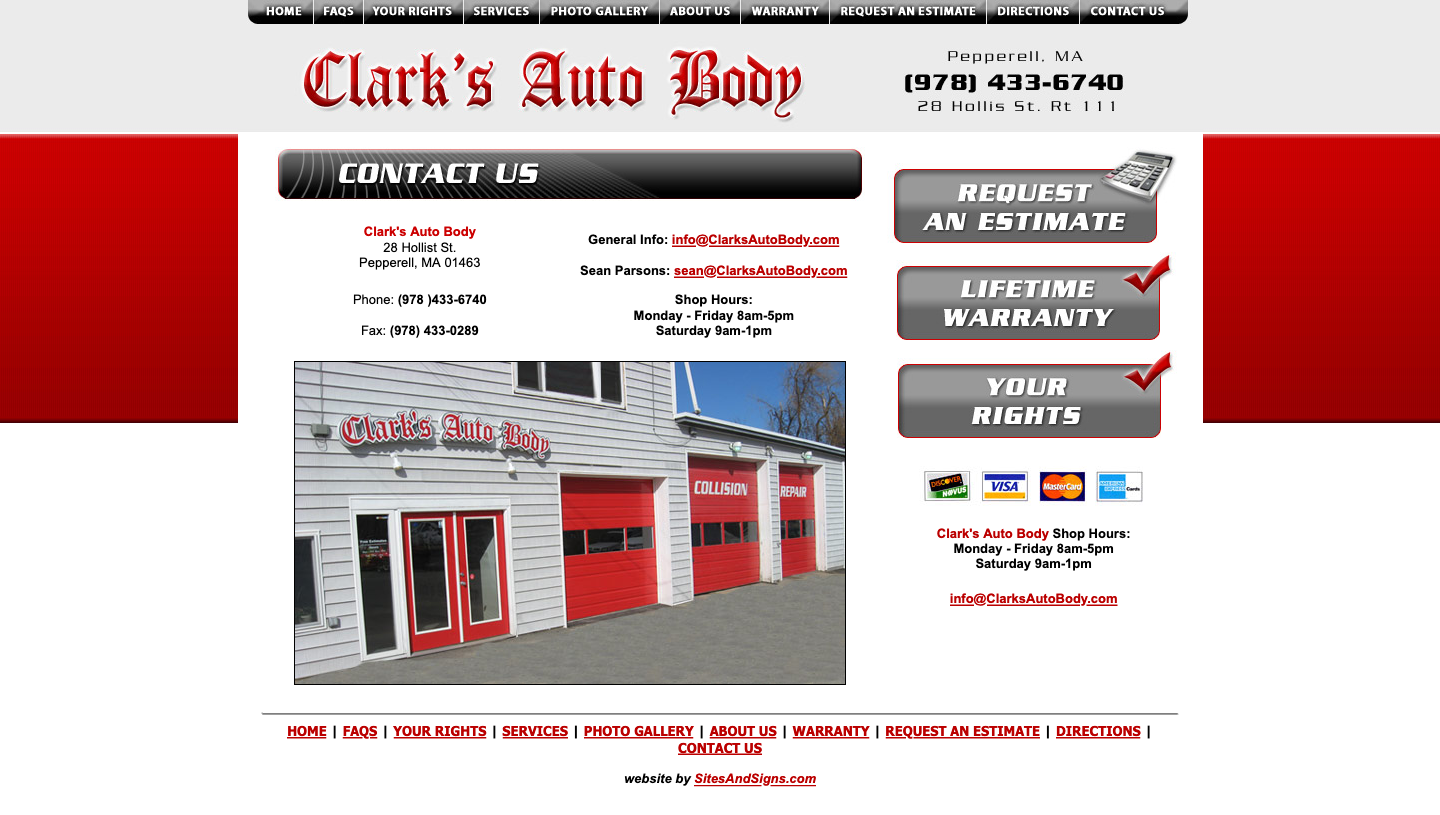 HOME FAQS YOUR RIGHTS SERVICES PHOTO GALLERY ABOUT US WARRANTY REQUEST AN ESTIMATE DIRECTIONS CONTACT US
Clark's Auto Body
Pepperell, MA
(978) 433-6740
28 Hollis St. Rt 111
CONTACT US
Clark's Auto Body
28 Hollist St.
Pepperell, MA 01463
Phone: (978 )433-6740
Fax: (978) 433-0289
General Info: info@ClarksAutoBody.com
Sean Parsons: sean@ClarksAutoBody.com
Shop Hours:
Monday - Friday 8am-5pm
Saturday 9am-1pm
Clark's Auto Body
COLLISION
REPAIR
Free Estimates
REQUEST
AN ESTIMATE
LIFETIME
WARRANTY
YOUR
RIGHTS
DISCOVER
NOVUS
VISA
MasterCard
AMERICAN
EXPRESS Cards
Clark's Auto Body Shop Hours:
Monday - Friday 8am-5pm
Saturday 9am-1pm
info@ClarksAutoBody.com
HOME | FAQS | YOUR RIGHTS | SERVICES | PHOTO GALLERY | ABOUT US | WARRANTY | REQUEST AN ESTIMATE | DIRECTIONS |
CONTACT US
website by SitesAndSigns.com